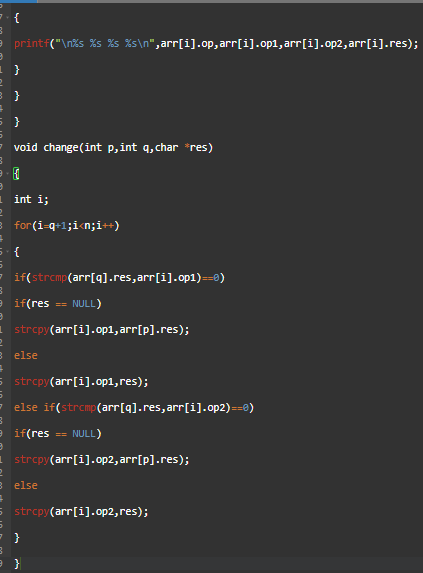 {
printf("\n%s %s %s %s\n",arr[i].op,arr[i].op1,arr[i].op2,arr[i].res);
}
}
}
void change(int p,int q,char *res)
{
int i;
for(i=q+1;i<n;i++)
{
if(strcmp(arr[q].res,arr[i].op1)==0)
if(res == NULL)
strcpy(arr[i].op1,arr[p].res);
else
strcpy(arr[i].op1,res);
else if(strcmp(arr[q].res,arr[i].op2)==0)
if(res == NULL)
strcpy(arr[i].op2,arr[p].res);
else
strcpy(arr[i].op2,res);
}
}